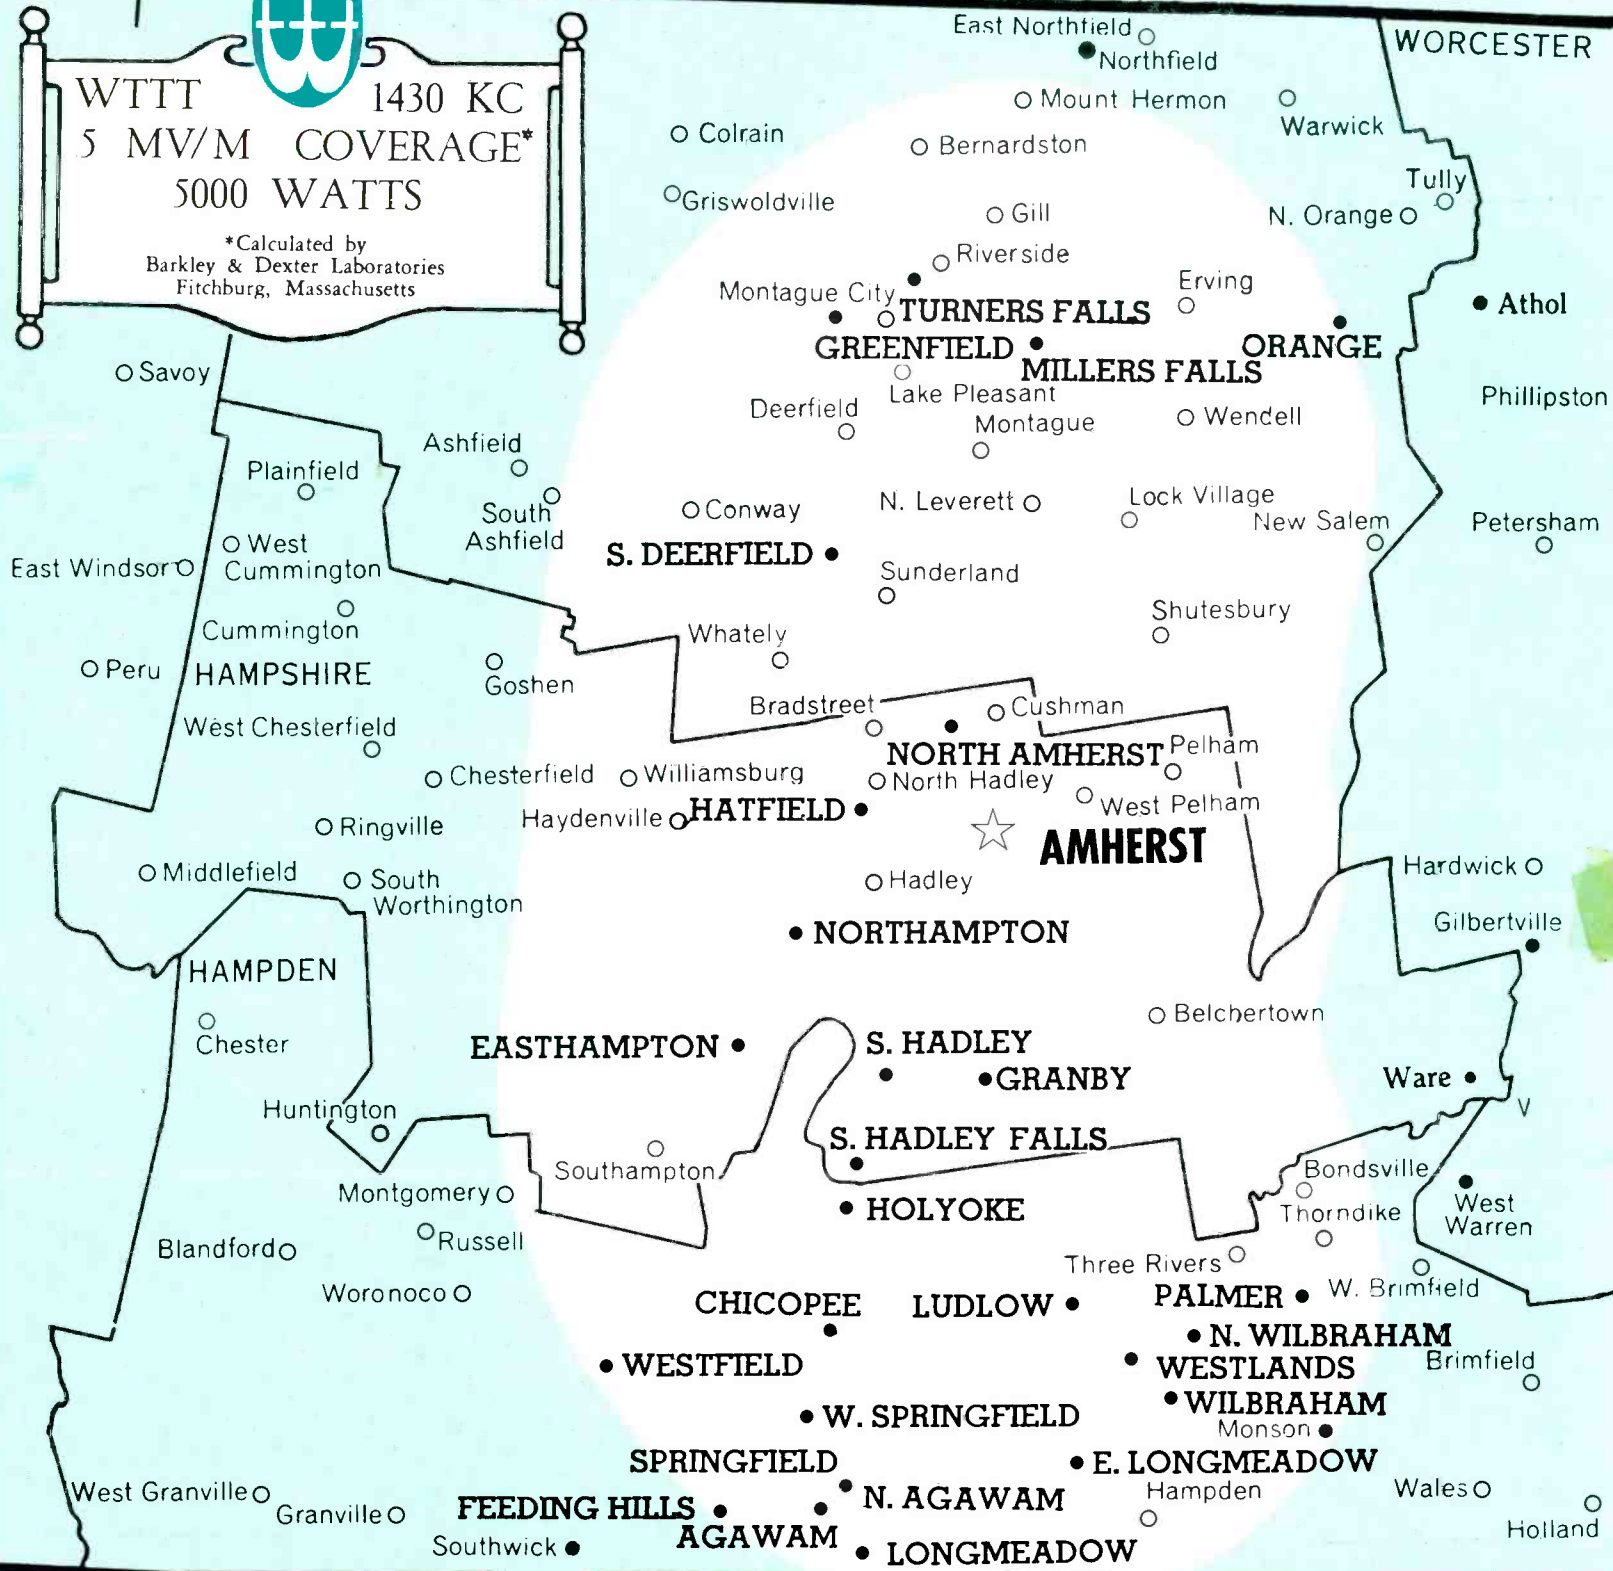 WTTT 1430 KC
5 MV/M COVERAGE*
5000 WATTS
*Calculated by
Barkley & Dexter Laboratories
Fitchburg, Massachusetts
East Northfield
Northfield
WORCESTER
Mount Hermon
Warwick
Colrain
Bernardston
Tully
Griswoldville
Gill
N. Orange
Riverside
Erving
Montague City
TURNERS FALLS
Athol
GREENFIELD
ORANGE
MILLERS FALLS
Savoy
Lake Pleasant
Phillipston
Deerfield
Montague
Wendell
Ashfield
Plainfield
South
Ashfield
Conway
N. Leverett
Lock Village
New Salem
Petersham
West
Cummington
East Windsor
S. DEERFIELD
Sunderland
Cummington
Whately
Shutesbury
Peru
HAMPSHIRE
Goshen
Bradstreet
Cushman
West Chesterfield
NORTH AMHERST
Pelham
Chesterfield
Williamsburg
North Hadley
West Pelham
Haydenville
HATFIELD
Ringville
AMHERST
Middlefield
South
Worthington
Hadley
Hardwick
Gilbertville
NORTHAMPTON
HAMPDEN
Chester
Belchertown
EASTHAMPTON
S. HADLEY
GRANBY
Ware
V
Huntington
S. HADLEY FALLS
Southampton
Bondsville
Montgomery
HOLYOKE
Thorndike
West
Warren
Russell
Blandford
Three Rivers
Woronoco
CHICOPEE
LUDLOW
PALMER
W. Brimfield
N. WILBRAHAM
WESTFIELD
WESTLANDS
Brimfield
WILBRAHAM
W. SPRINGFIELD
Monson
SPRINGFIELD
E. LONGMEADOW
West Granville
Hampden
Wales
Granville
FEEDING HILLS
N. AGAWAM
Holland
Southwick
AGAWAM
LONGMEADOW